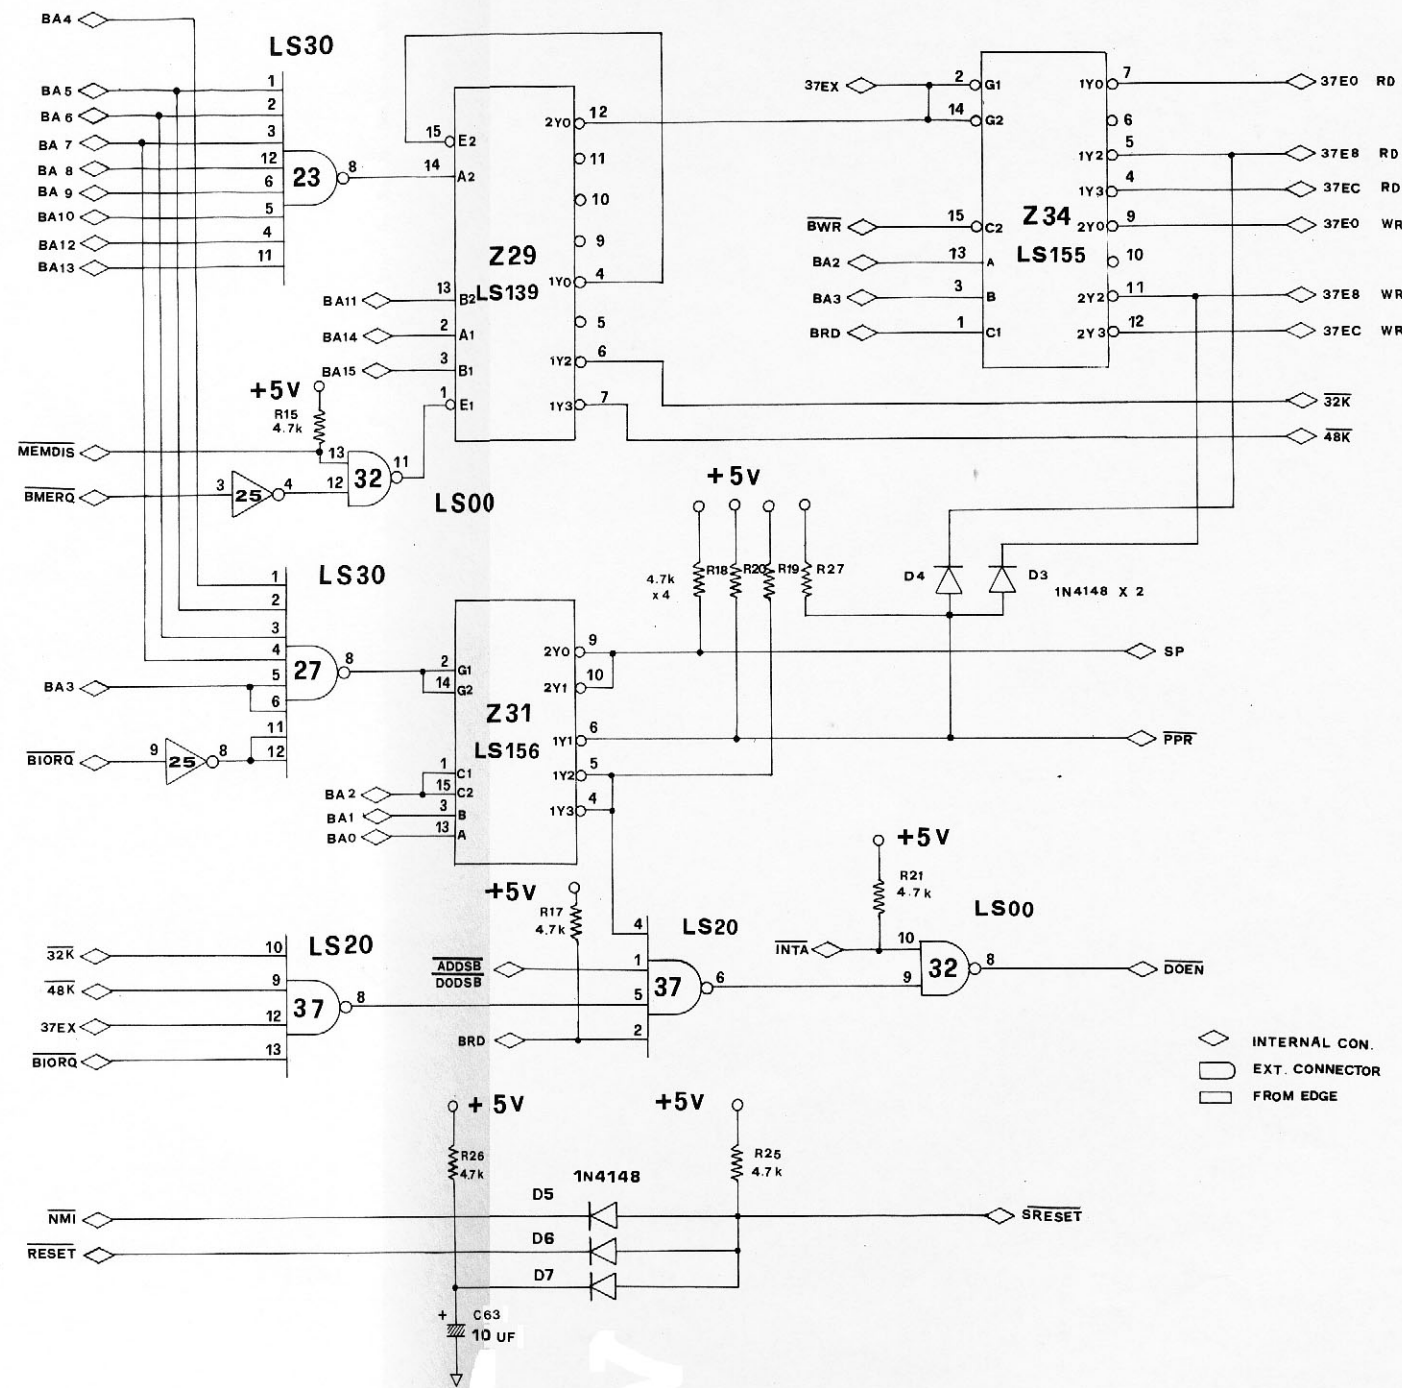 BA4
LS30
BA5
1
BA6
2
BA7
3
BA8
12
BA9
6
BA10
5
BA12
4
BA13
11
23
8
15
E2
14
A2
2Y0
12
11
10
9
Z29
LS139
1Y0
4
BA11
13
B2
5
BA14
2
A1
1Y2
6
BA15
3
B1
1
E1
1Y3
7
+5V
R15
4.7k
MEMDIS
13
BMERQ
3
25
4
12
32
11
LS00
37EX
2
G1
14
G2
1Y0
7
37E0 RD
6
1Y2
5
37E8 RD
1Y3
4
37EC RD
Z34
LS155
BWR
15
C2
2Y0
9
37E0 WR
BA2
13
A
10
BA3
3
B
2Y2
11
37E8 WR
BRD
1
C1
2Y3
12
37EC WR
32K
48K
+5V
4.7k
x4
R18
R20
R19
R27
D4
D3
1N4148 X 2
LS30
1
2
3
4
BA3
5
6
27
8
BIORQ
9
25
8
11
12
2
G1
14
G2
Z31
LS156
2Y0
9
SP
2Y1
10
1Y1
6
PPR
1Y2
5
1Y3
4
BA2
1
C1
15
C2
BA1
3
B
BA0
13
A
+5V
R17
4.7k
+5V
R21
4.7k
LS00
LS20
32K
10
48K
9
37EX
12
BIORQ
13
37
8
LS20
4
ADDSB
DODSB
1
5
BRD
2
37
6
INTA
10
9
32
8
DOEN
INTERNAL CON.
EXT. CONNECTOR
FROM EDGE
+5V
R26
4.7k
+5V
R25
4.7k
1N4148
NMI
D5
SRESET
RESET
D6
D7
+
C63
10 UF